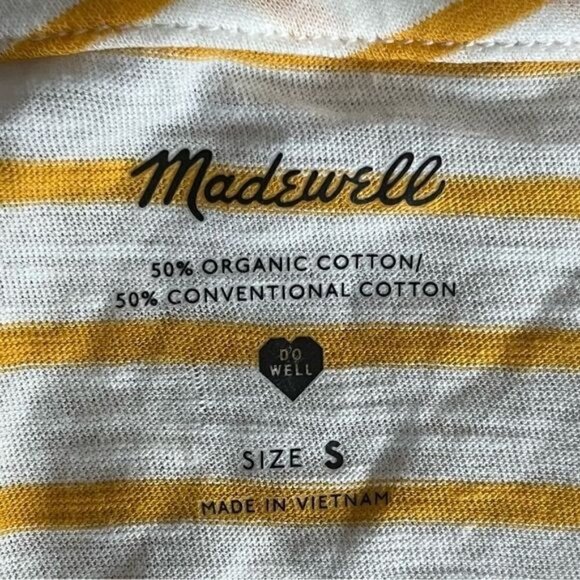 Madewell
50% ORGANIC COTTON/
50% CONVENTIONAL COTTON
DO
WELL
SIZE S
MADE IN VIETNAM